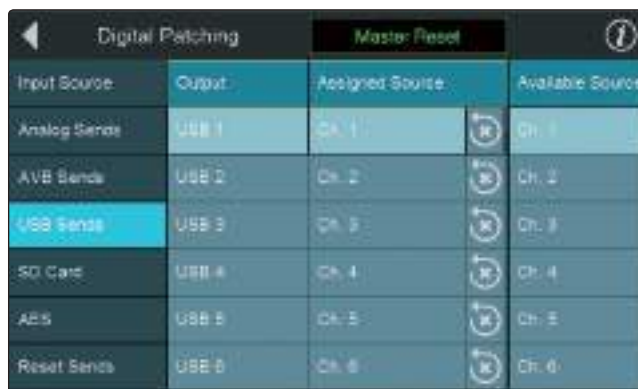 Digital Patching Master Reset
Input Source Output Assigned Source Available Source
Analog Sends USB 1 Ch. 1 Ch. 1
AVB Sends USB 2 Ch. 2 Ch. 2
USB Sends USB 3 Ch. 3 Ch. 3
SD Card USB 4 Ch. 4 Ch. 4
AES USB 5 Ch. 5 Ch. 5
Reset Sends USB 6 Ch. 6 Ch. 6